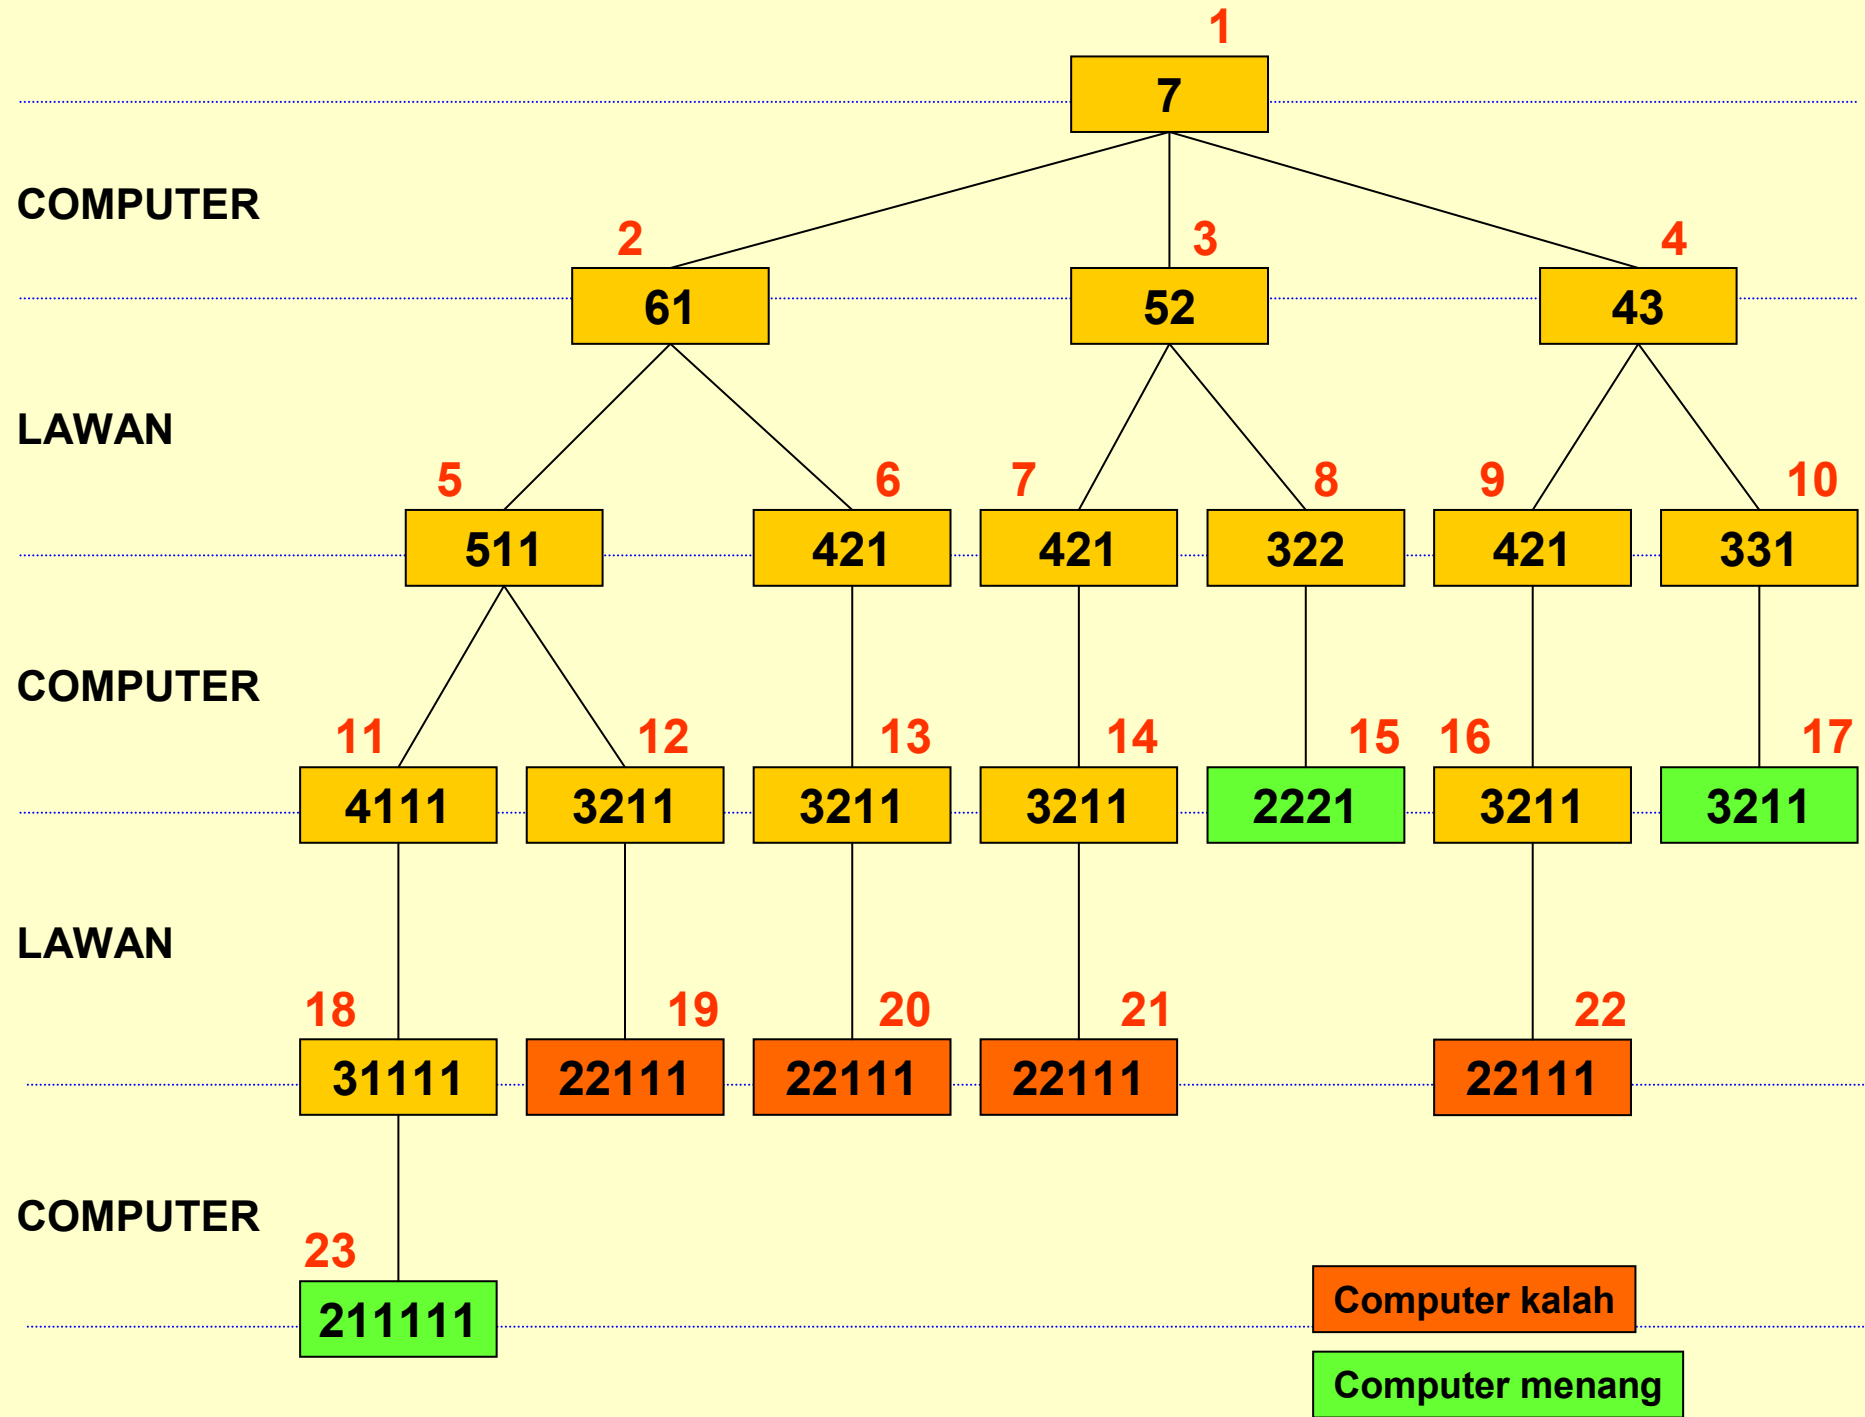 1
7
COMPUTER
2 3 4
61 52 43
LAWAN
5 6 7 8 9 10
511 421 421 322 421 331
COMPUTER
11 12 13 14 15 16 17
4111 3211 3211 3211 2221 3211 3211
LAWAN
18 19 20 21 22
31111 22111 22111 22111 22111
COMPUTER
23
211111
Computer kalah
Computer menang